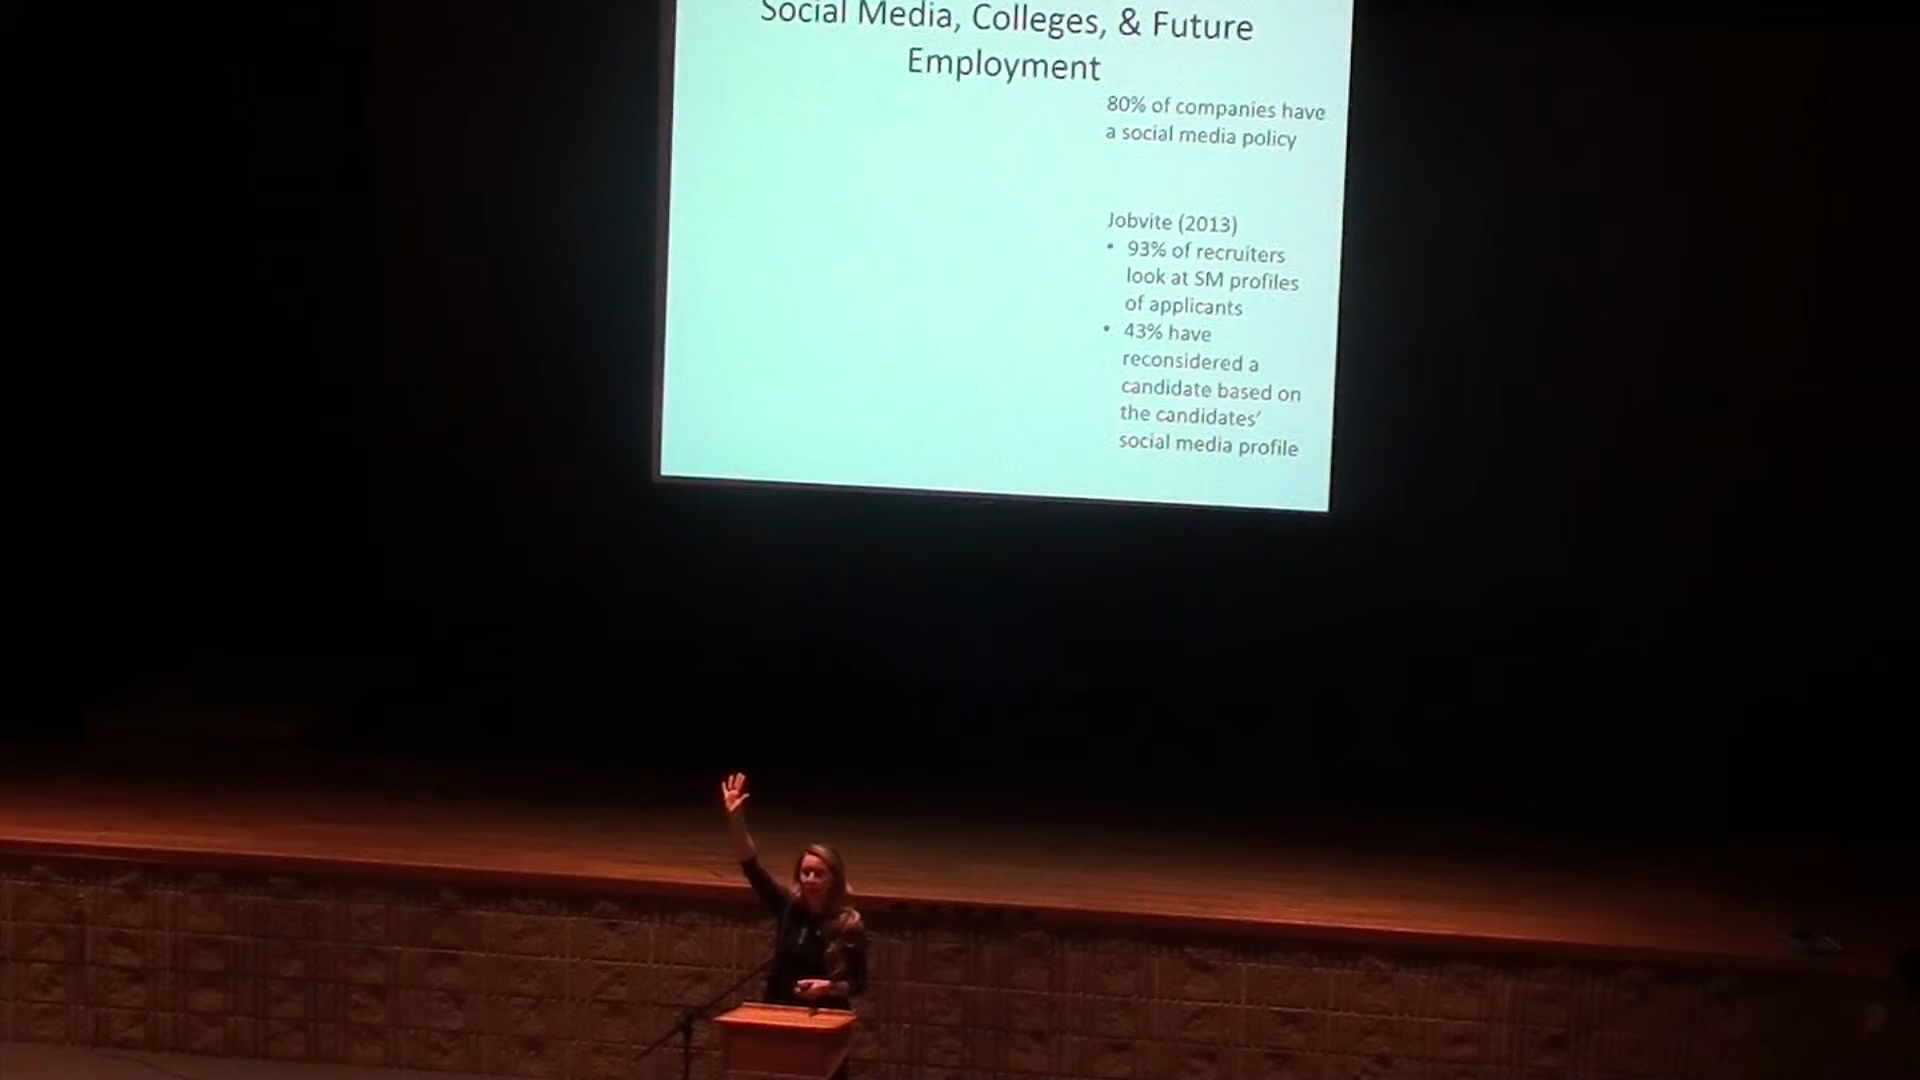 Social Media, Colleges, & Future
Employment
80% of companies have
a social media policy
Jobvite (2013)
• 93% of recruiters
look at SM profiles
of applicants
• 43% have
reconsidered a
candidate based on
the candidates'
social media profile